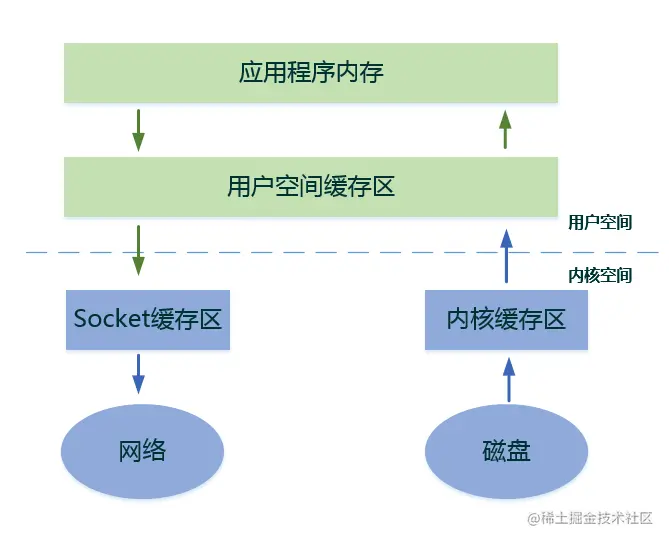 应用程序内存
用户空间缓存区
用户空间
内核空间
Socket缓存区
内核缓存区
网络
磁盘
@稀土掘金技术社区